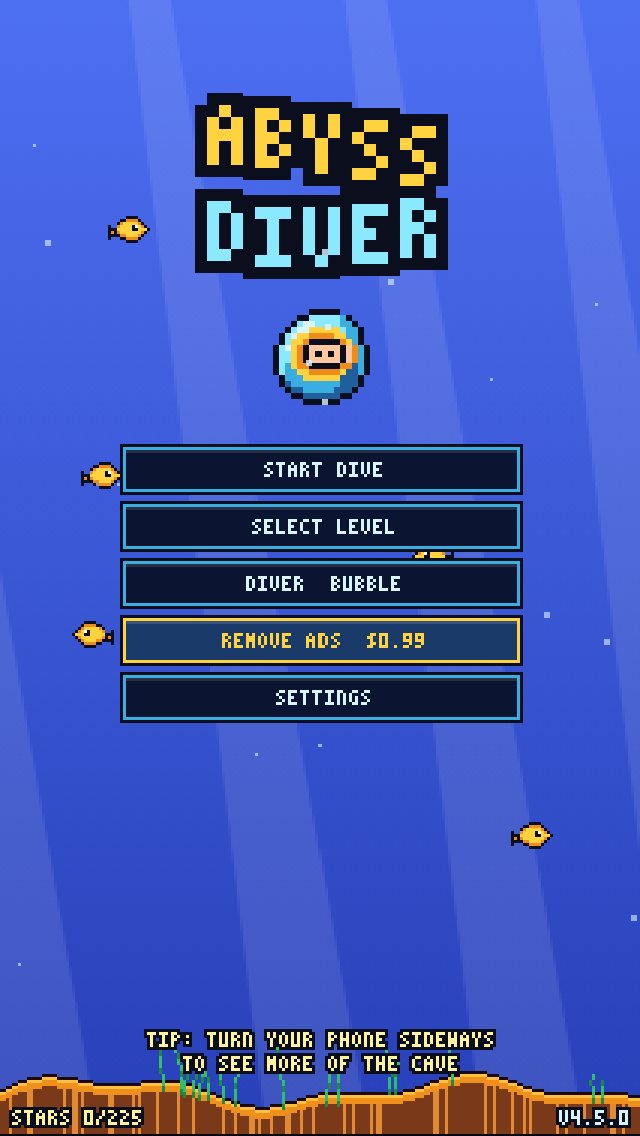 ABYSS
DIVER
START DIVE
SELECT LEVEL
DIVER BUBBLE
REMOVE ADS $0.99
SETTINGS
TIP: TURN YOUR PHONE SIDEWAYS
TO SEE MORE OF THE CAVE
STARS 0/225
V4.5.0